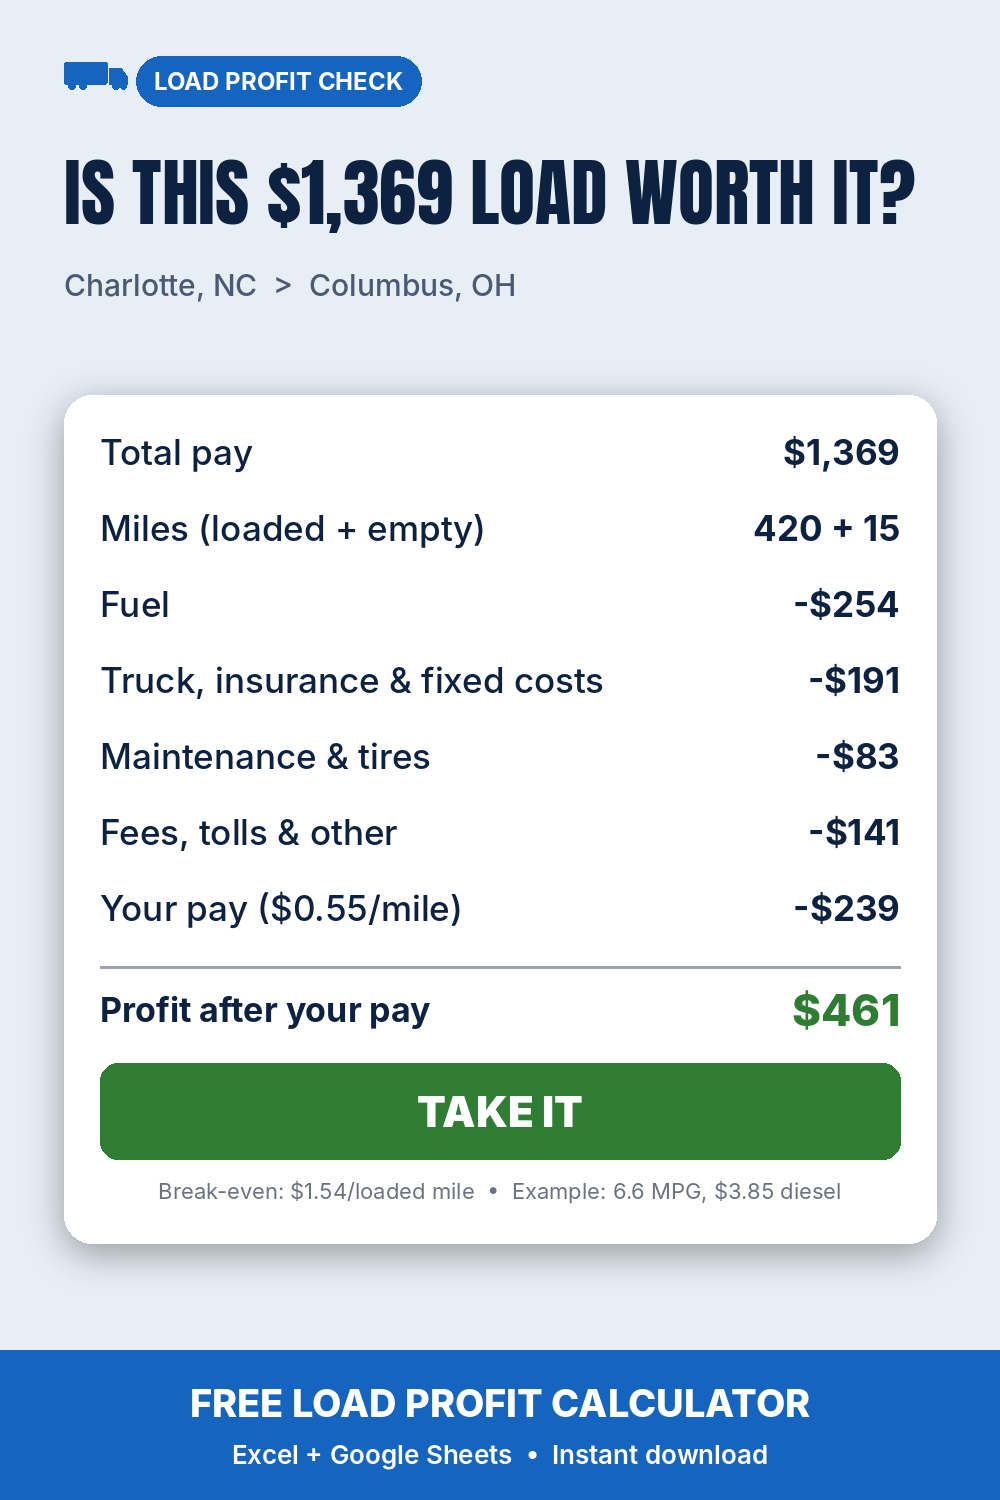 LOAD PROFIT CHECK
IS THIS $1,369 LOAD WORTH IT?
Charlotte, NC > Columbus, OH
Total pay $1,369
Miles (loaded + empty) 420 + 15
Fuel -$254
Truck, insurance & fixed costs -$191
Maintenance & tires -$83
Fees, tolls & other -$141
Your pay ($0.55/mile) -$239
Profit after your pay $461
TAKE IT
Break-even: $1.54/loaded mile • Example: 6.6 MPG, $3.85 diesel
FREE LOAD PROFIT CALCULATOR
Excel + Google Sheets • Instant download